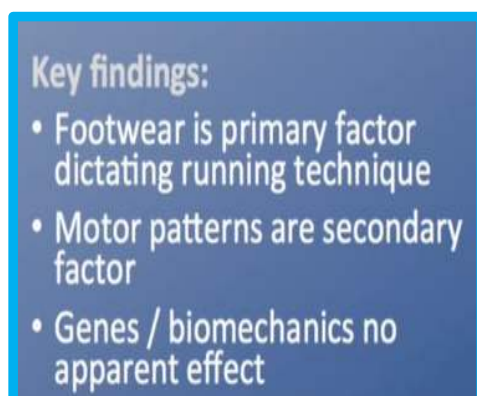 Key findings:
• Footwear is primary factor
dictating running technique
• Motor patterns are secondary
factor
• Genes / biomechanics no
apparent effect